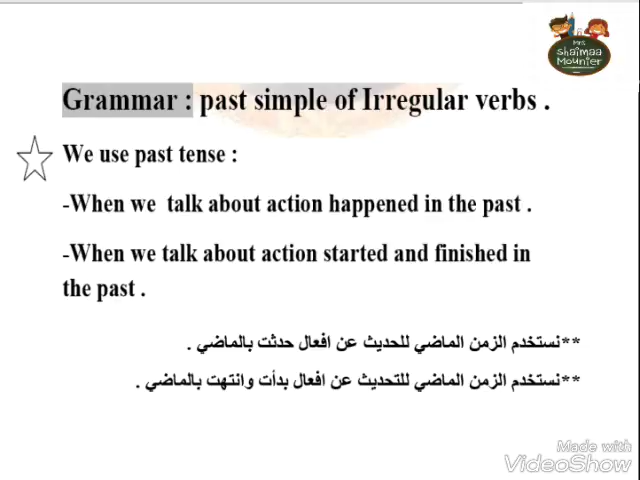 Mrs
Shaimaa
Mounier
Grammar : past simple of Irregular verbs .
We use past tense :
-When we talk about action happened in the past .
-When we talk about action started and finished in
the past .
**نستخدم الزمن الماضي للحديث عن افعال حدثت بالماضي .
**نستخدم الزمن الماضي للتحديث عن افعال بدأت وانتهت بالماضي .
Made with
VideoShow